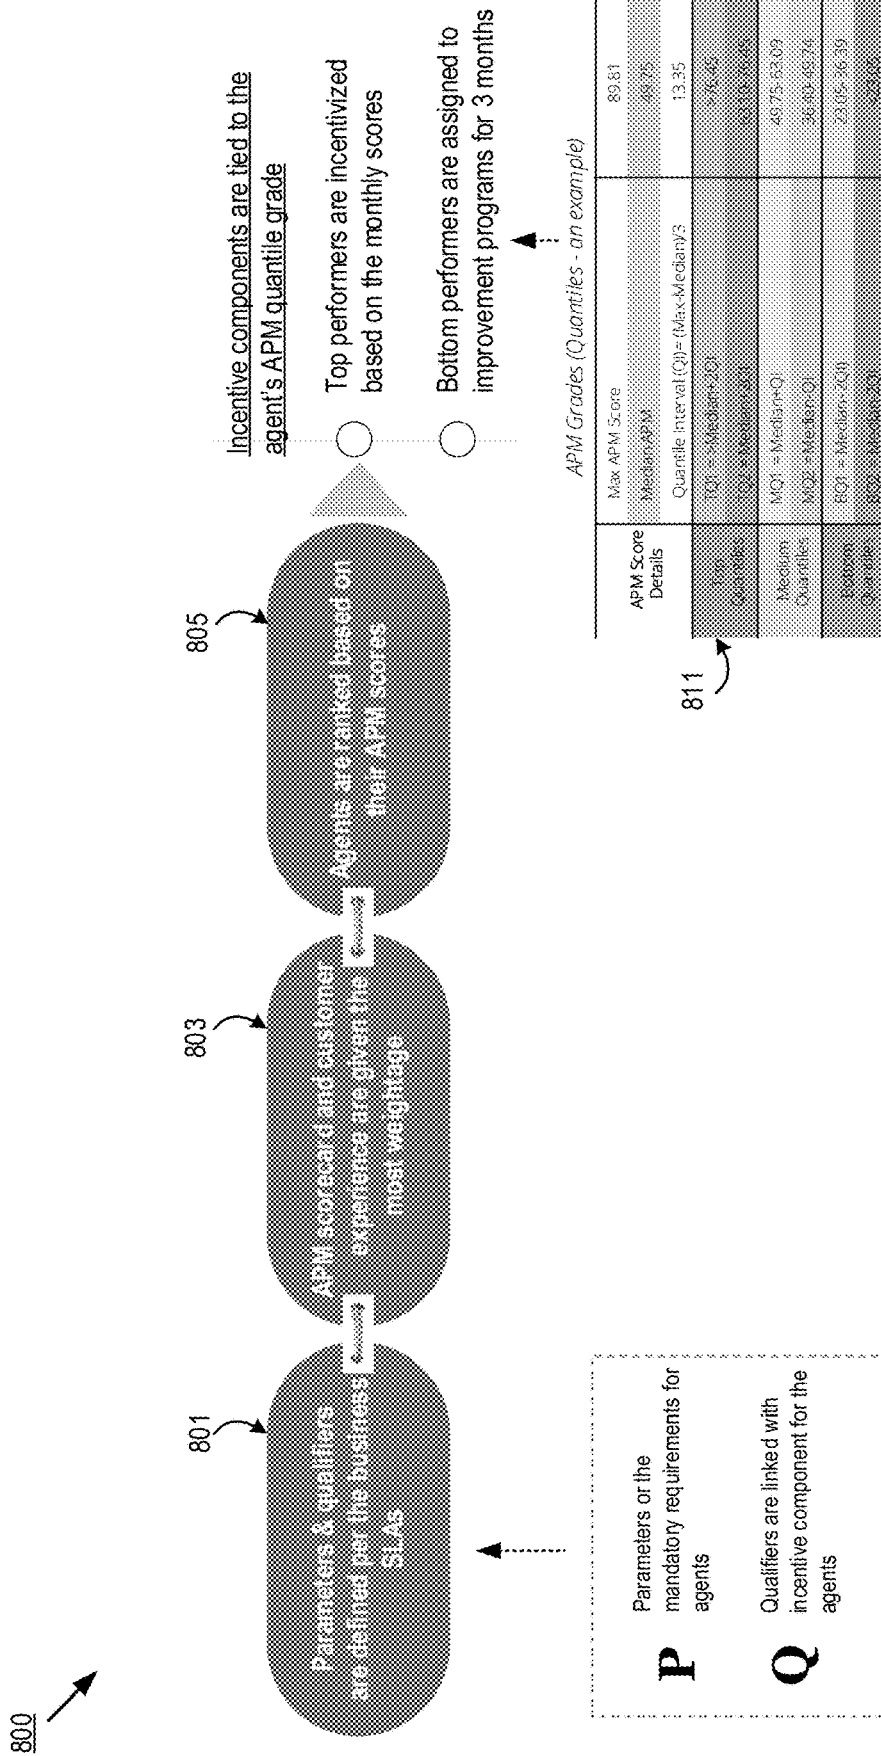 800
801
Parameters & qualifiers
are defined per the business
SLAs
803
APM scorecard and customer
experience are given the
most weightage
805
Agents are ranked based on
their APM scores
Incentive components are tied to the
agent's APM quantile grade
Top performers are incentivized
based on the monthly scores
Bottom performers are assigned to
improvement programs for 3 months
P
Parameters or the
mandatory requirements for
agents
Q
Qualifiers are linked with
incentive component for the
agents
811
APM Grades (Quantiles - an example)
APM Score
Details
Max APM Score 89.81
Median APM 49.75
Quantile Interval (QI)= (Max-Median)/3 13.35
Top
Quantiles
TQ1 = >Median+2QI >76.45
Medium
Quantiles
MQ1 = Median+QI 49.75-63.09
MQ2 = Median-QI 36.40-49.74
Bottom
Quantiles
BQ1 = Median-2QI) 23.05-36.39